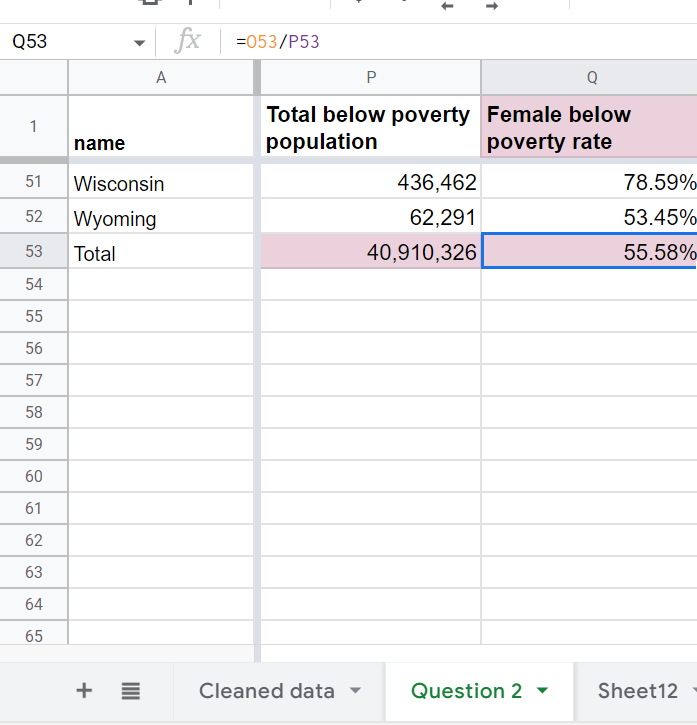 Q53 fx =O53/P53
A P Q
1 name Total below poverty population Female below poverty rate
51 Wisconsin 436,462 78.59%
52 Wyoming 62,291 53.45%
53 Total 40,910,326 55.58%
54
55
56
57
58
59
60
61
62
63
64
65
+ Cleaned data Question 2 Sheet12